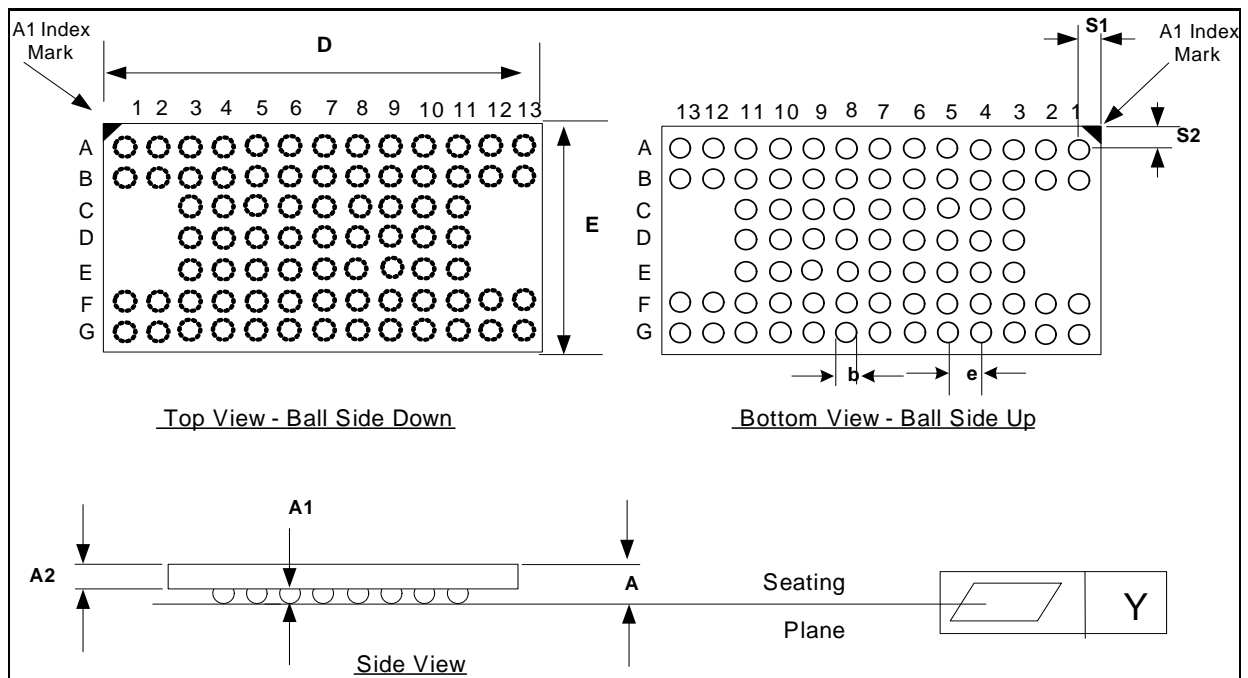 A1 Index
Mark
D
1 2 3 4 5 6 7 8 9 10 11 12 13
A
B
C
D
E
F
G
E
Top View - Ball Side Down
S1
A1 Index
Mark
13 12 11 10 9 8 7 6 5 4 3 2 1
S2
A
B
C
D
E
F
G
b
e
Bottom View - Ball Side Up
A1
A2
A
Seating
Plane
Y
Side View